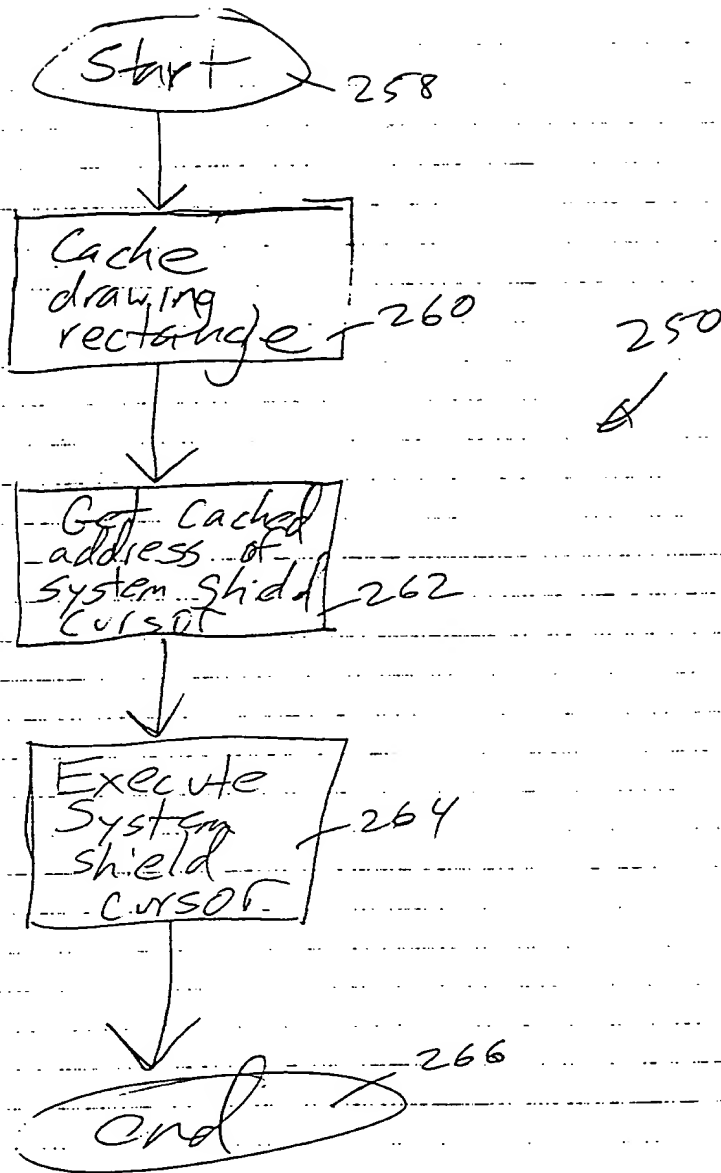 Start
258
Cache
drawing
rectangle
260
250
Get Cached
address of
system shield
cursor
262
Execute
System
shield
cursor
264
end
266